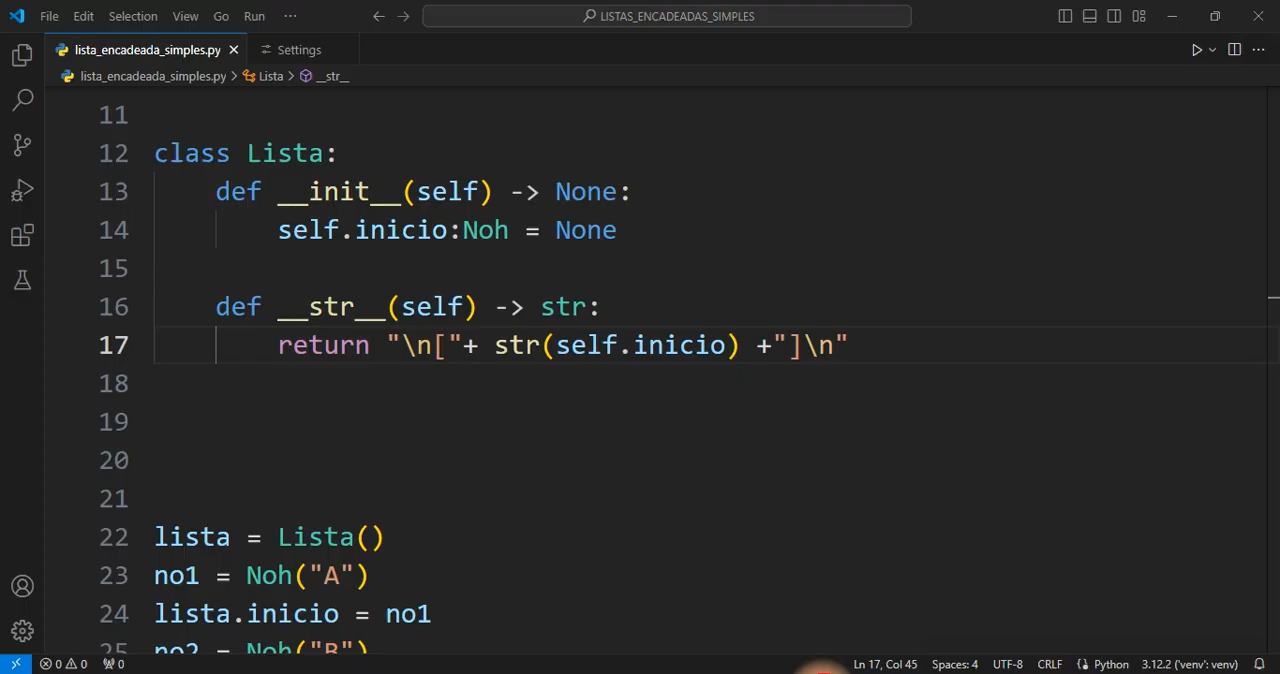 File Edit Selection View Go Run ··· LISTAS_ENCADEADAS_SIMPLES
lista_encadeada_simples.py Settings
lista_encadeada_simples.py > Lista > __str__
11
12 class Lista:
13 def __init__(self) -> None:
14 self.inicio:Noh = None
15
16 def __str__(self) -> str:
17 return "\n["+ str(self.inicio) +"]\n"
18
19
20
21
22 lista = Lista()
23 no1 = Noh("A")
24 lista.inicio = no1
25 no2 = Noh("B")
0 0 0 Ln 17, Col 45 Spaces: 4 UTF-8 CRLF Python 3.12.2 ('venv': venv)